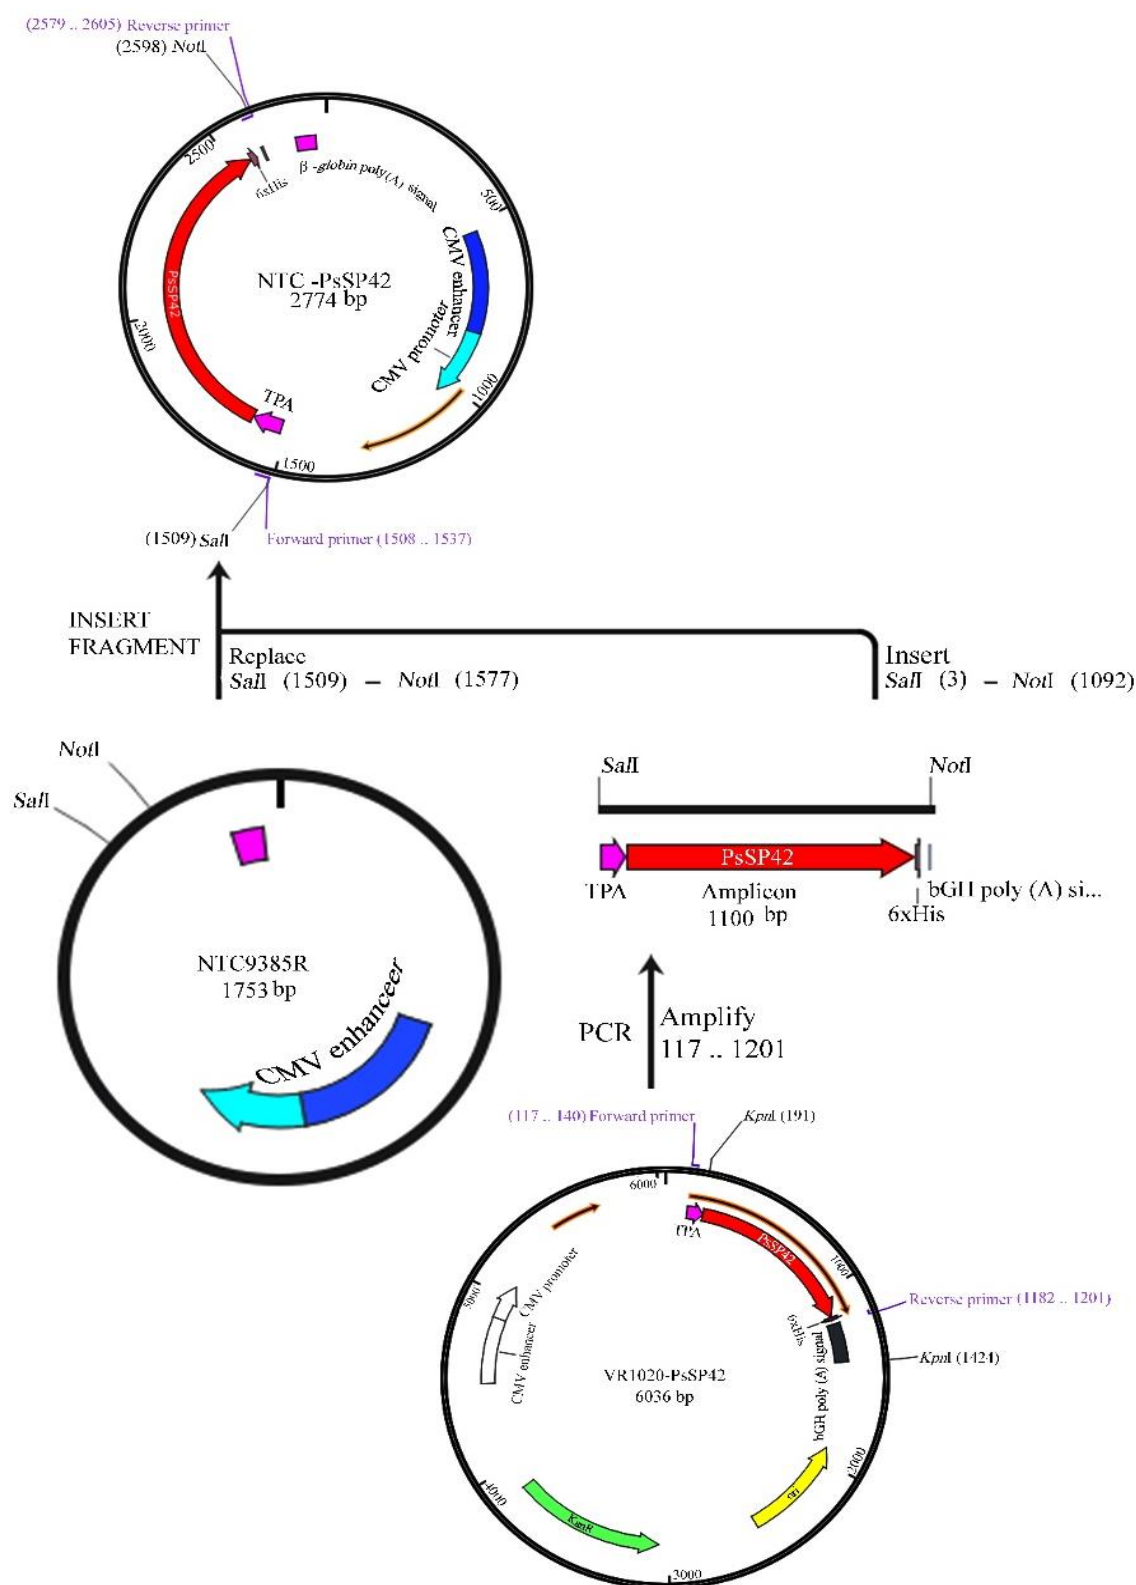 (2579 .. 2605) Reverse primer
(2598) NotI
2500
6xHis
β -globin poly(A) signal
500
CMV enhancer
NTC -PsSP42
2774 bp
PsSP42
2000
CMV promoter
1000
TPA
1500
(1509) SalI
Forward primer (1508 .. 1537)
INSERT
FRAGMENT
Replace
SalI (1509) – NotI (1577)
Insert
SalI (3) – NotI (1092)
NotI
SalI
SalI
NotI
PsSP42
TPA
Amplicon
1100 bp
bGH poly (A) si...
6xHis
NTC9385R
1753 bp
CMV enhanceer
PCR
Amplify
117 .. 1201
(117 .. 140) Forward primer
KpnI (191)
6000
TPA
PsSP42
1000
CMV promoter
5000
Reverse primer (1182 .. 1201)
6xHis
CMV enhancer
bGH poly (A) signal
KpnI (1424)
VR1020-PsSP42
6036 bp
2000
4000
ori
KanR
3000